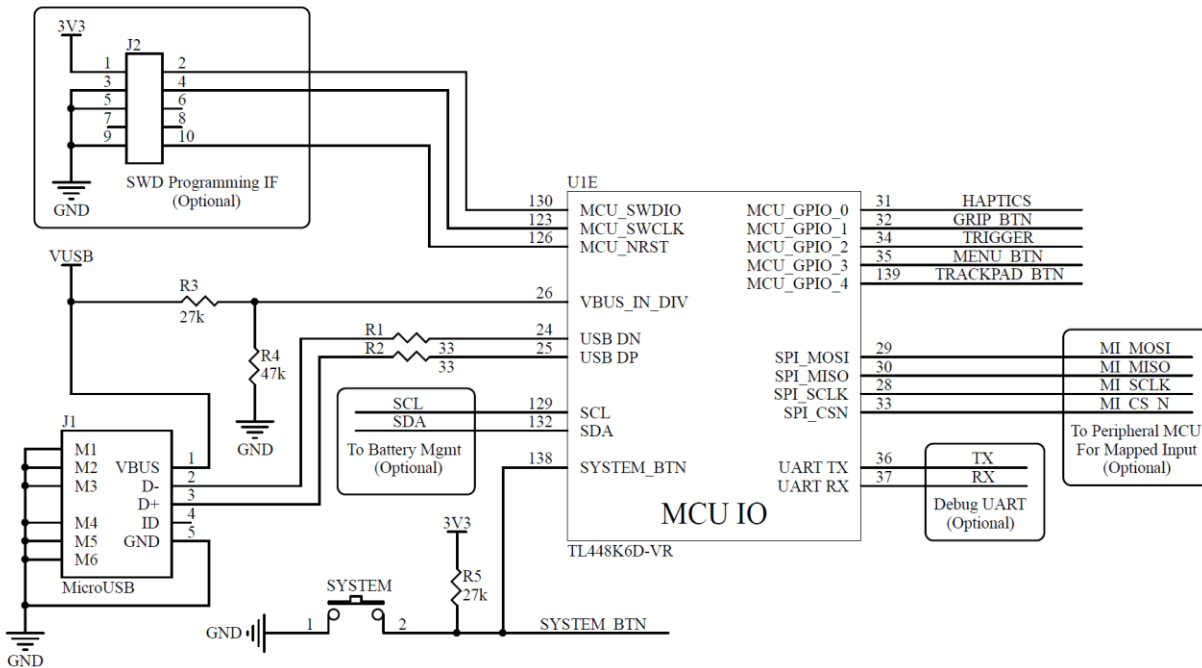 3V3
J2
1 2
3 4
5 6
7 8
9 10
SWD Programming IF
(Optional)
GND
VUSB
R3
27k
R4
47k
GND
R1
33
R2
33
SCL
SDA
To Battery Mgmt
(Optional)
J1
M1
M2
M3
M4
M5
M6
VBUS 1
D- 2
D+ 3
ID 4
GND 5
MicroUSB
GND
U1E
130 MCU_SWDIO
123 MCU_SWCLK
126 MCU_NRST
26 VBUS_IN_DIV
24 USB DN
25 USB DP
129 SCL
132 SDA
138 SYSTEM_BTN
MCU_GPIO_0 31 HAPTICS
MCU_GPIO_1 32 GRIP_BTN
MCU_GPIO_2 34 TRIGGER
MCU_GPIO_3 35 MENU_BTN
MCU_GPIO_4 139 TRACKPAD_BTN
SPI_MOSI 29 MI_MOSI
SPI_MISO 30 MI_MISO
SPI_SCLK 28 MI_SCLK
SPI_CSN 33 MI_CS_N
To Peripheral MCU
For Mapped Input
(Optional)
UART TX 36 TX
UART RX 37 RX
Debug UART
(Optional)
MCU IO
TL448K6D-VR
3V3
R5
27k
SYSTEM
GND 1 2 SYSTEM_BTN